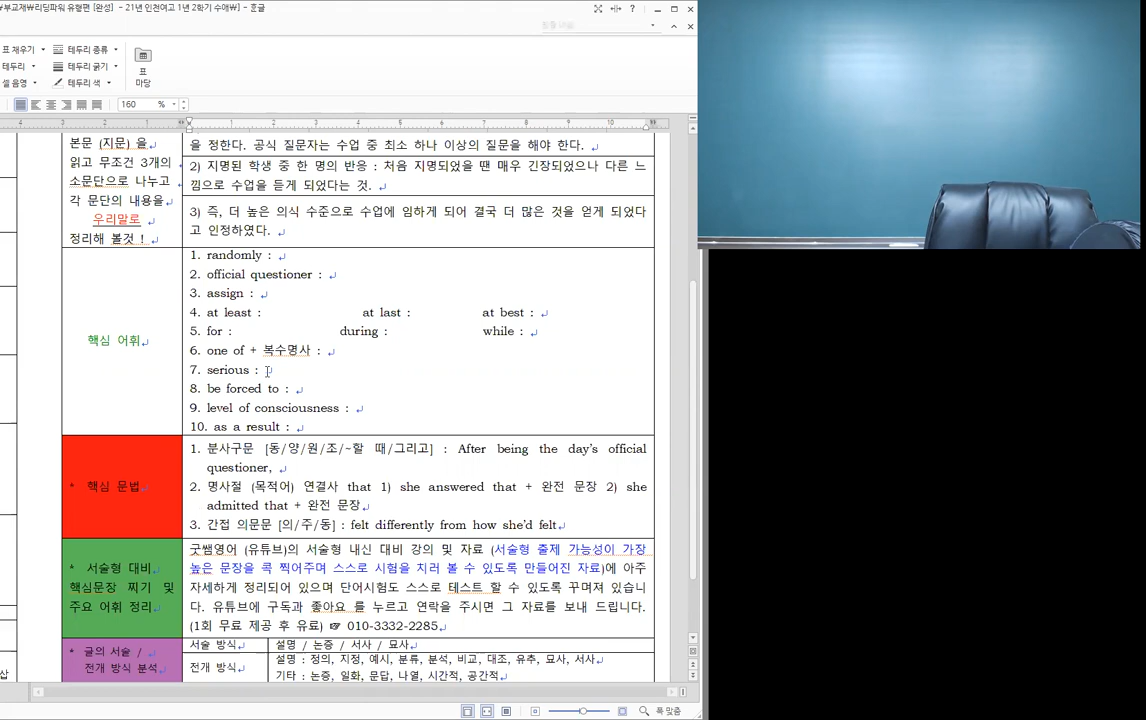 부교재₩리딩파워 유형편 [완성] - 21년 인천여고 1년 2학기 수애₩] - 흔글
표 채우기 테두리 종류
테두리 테두리 굵기 표
셀 음영 테두리 색 마당
160 %
본문 (지문) 을
읽고 무조건 3개의
소문단으로 나누고
각 문단의 내용을
우리말로
정리해 볼것 !
을 정한다. 공식 질문자는 수업 중 최소 하나 이상의 질문을 해야 한다.
2) 지명된 학생 중 한 명의 반응 : 처음 지명되었을 땐 매우 긴장되었으나 다른 느
낌으로 수업을 듣게 되었다는 것.
3) 즉, 더 높은 의식 수준으로 수업에 임하게 되어 결국 더 많은 것을 얻게 되었다
고 인정하였다.
핵심 어휘
1. randomly :
2. official questioner :
3. assign :
4. at least : at last : at best :
5. for : during : while :
6. one of + 복수명사 :
7. serious :
8. be forced to :
9. level of consciousness :
10. as a result :
* 핵심 문법
1. 분사구문 [동/양/원/조/~할 때/그리고] : After being the day's official
questioner,
2. 명사절 (목적어) 연결사 that 1) she answered that + 완전 문장 2) she
admitted that + 완전 문장
3. 간접 의문문 [의/주/동] : felt differently from how she'd felt
* 서술형 대비
핵심문장 찌기 및
주요 어휘 정리
굿쌤영어 (유튜브)의 서술형 내신 대비 강의 및 자료 (서술형 출제 가능성이 가장
높은 문장을 콕 찍어주며 스스로 시험을 치러 볼 수 있도록 만들어진 자료)에 아주
자세하게 정리되어 있으며 단어시험도 스스로 테스트 할 수 있도록 꾸며져 있습니
다. 유튜브에 구독과 좋아요 를 누르고 연락을 주시면 그 자료를 보내 드립니다.
(1회 무료 제공 후 유료) ☞ 010-3332-2285
* 글의 서술 /
전개 방식 분석
서술 방식 설명 / 논증 / 서사 / 묘사
전개 방식 설명 : 정의, 지정, 예시, 분류, 분석, 비교, 대조, 유추, 묘사, 서사
기타 : 논증, 일화, 문답, 나열, 시간적, 공간적
삽
폭 맞춤